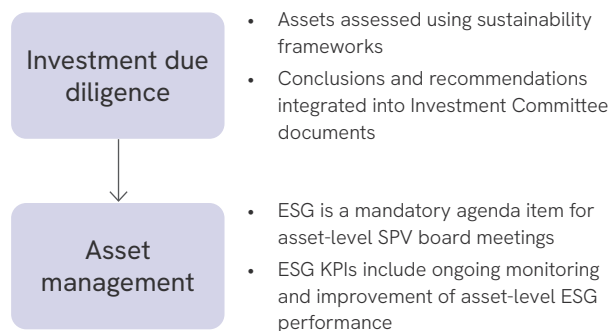 Investment due
diligence
• Assets assessed using sustainability
frameworks
• Conclusions and recommendations
integrated into Investment Committee
documents
Asset
management
• ESG is a mandatory agenda item for
asset-level SPV board meetings
• ESG KPIs include ongoing monitoring
and improvement of asset-level ESG
performance